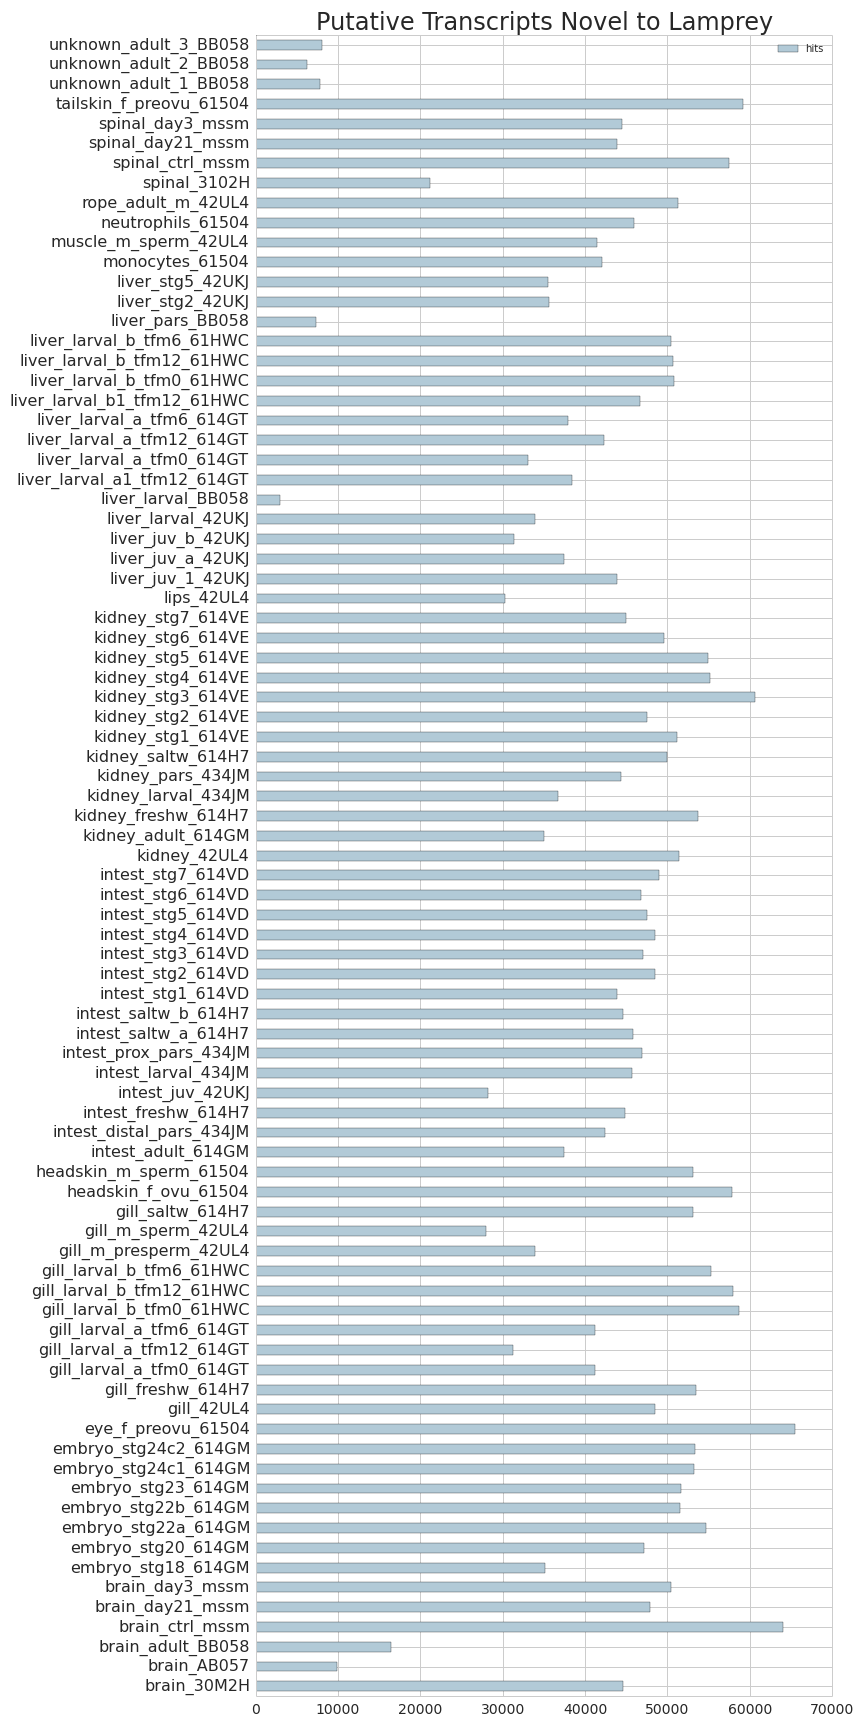 Putative Transcripts Novel to Lamprey
hits
unknown_adult_3_BB058
unknown_adult_2_BB058
unknown_adult_1_BB058
tailskin_f_preovu_61504
spinal_day3_mssm
spinal_day21_mssm
spinal_ctrl_mssm
spinal_3102H
rope_adult_m_42UL4
neutrophils_61504
muscle_m_sperm_42UL4
monocytes_61504
liver_stg5_42UKJ
liver_stg2_42UKJ
liver_pars_BB058
liver_larval_b_tfm6_61HWC
liver_larval_b_tfm12_61HWC
liver_larval_b_tfm0_61HWC
liver_larval_b1_tfm12_61HWC
liver_larval_a_tfm6_614GT
liver_larval_a_tfm12_614GT
liver_larval_a_tfm0_614GT
liver_larval_a1_tfm12_614GT
liver_larval_BB058
liver_larval_42UKJ
liver_juv_b_42UKJ
liver_juv_a_42UKJ
liver_juv_1_42UKJ
lips_42UL4
kidney_stg7_614VE
kidney_stg6_614VE
kidney_stg5_614VE
kidney_stg4_614VE
kidney_stg3_614VE
kidney_stg2_614VE
kidney_stg1_614VE
kidney_saltw_614H7
kidney_pars_434JM
kidney_larval_434JM
kidney_freshw_614H7
kidney_adult_614GM
kidney_42UL4
intest_stg7_614VD
intest_stg6_614VD
intest_stg5_614VD
intest_stg4_614VD
intest_stg3_614VD
intest_stg2_614VD
intest_stg1_614VD
intest_saltw_b_614H7
intest_saltw_a_614H7
intest_prox_pars_434JM
intest_larval_434JM
intest_juv_42UKJ
intest_freshw_614H7
intest_distal_pars_434JM
intest_adult_614GM
headskin_m_sperm_61504
headskin_f_ovu_61504
gill_saltw_614H7
gill_m_sperm_42UL4
gill_m_presperm_42UL4
gill_larval_b_tfm6_61HWC
gill_larval_b_tfm12_61HWC
gill_larval_b_tfm0_61HWC
gill_larval_a_tfm6_614GT
gill_larval_a_tfm12_614GT
gill_larval_a_tfm0_614GT
gill_freshw_614H7
gill_42UL4
eye_f_preovu_61504
embryo_stg24c2_614GM
embryo_stg24c1_614GM
embryo_stg23_614GM
embryo_stg22b_614GM
embryo_stg22a_614GM
embryo_stg20_614GM
embryo_stg18_614GM
brain_day3_mssm
brain_day21_mssm
brain_ctrl_mssm
brain_adult_BB058
brain_AB057
brain_30M2H
0 10000 20000 30000 40000 50000 60000 70000